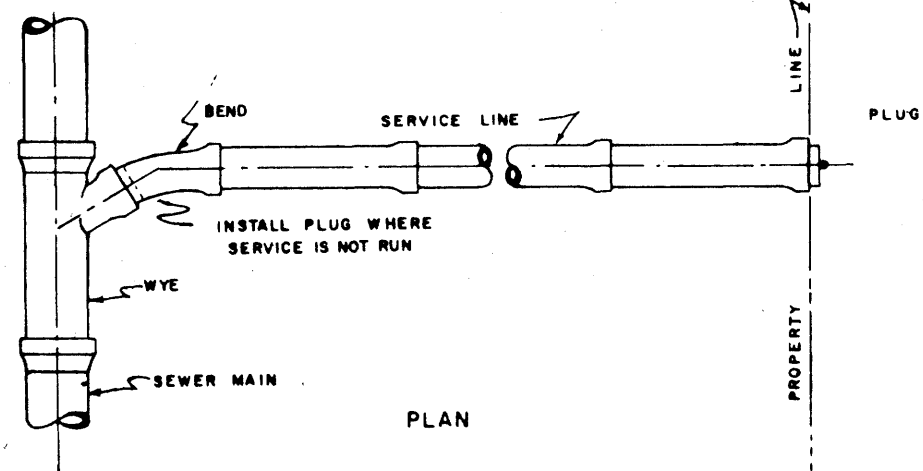 LINE
BEND
SERVICE LINE
PLUG
INSTALL PLUG WHERE
SERVICE IS NOT RUN
WYE
PROPERTY
SEWER MAIN
PLAN